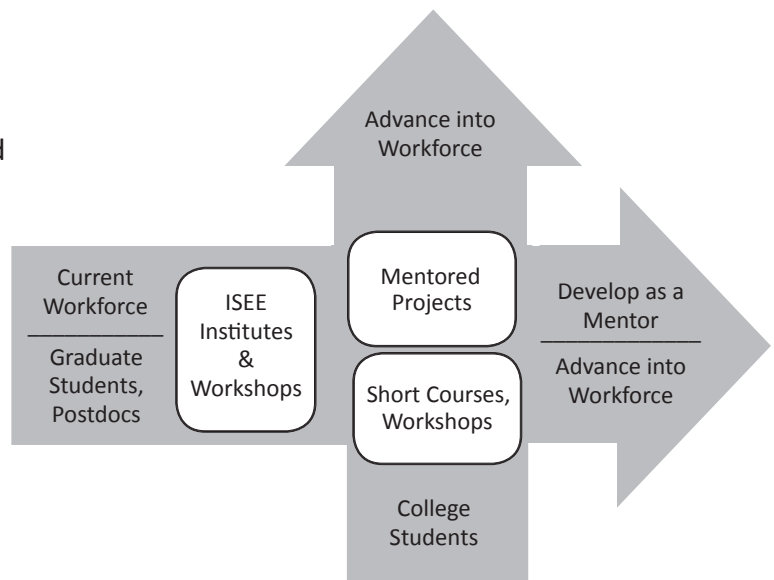 d
Advance into
Workforce
Current
Workforce
Graduate
Students,
Postdocs
ISEE
Institutes
&
Workshops
Mentored
Projects
Short Courses,
Workshops
Develop as a
Mentor
Advance into
Workforce
College
Students